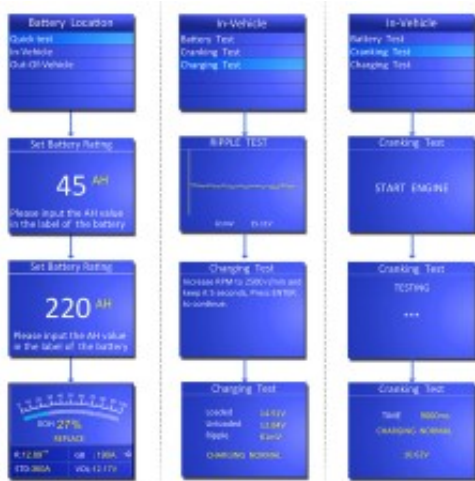 Battery Location
Quick test
In-Vehicle
Out-Of-Vehicle
Set Battery Rating
45 AH
Please input the AH value
in the label of the battery
Set Battery Rating
220 AH
Please input the AH value
in the label of the battery
SOH 27%
REPLACE
VOL:12.17V
In-Vehicle
Battery Test
Cranking Test
Charging Test
RIPPLE TEST
Charging Test
Increase RPM to 2500r/min and
keep it 5 seconds, Press ENTER
to continue.
Charging Test
Loaded
Unloaded
Ripple
CHARGING NORMAL
In-Vehicle
Battery Test
Cranking Test
Charging Test
Cranking Test
START ENGINE
Cranking Test
TESTING
...
Cranking Test
TIME
CHARGING NORMAL